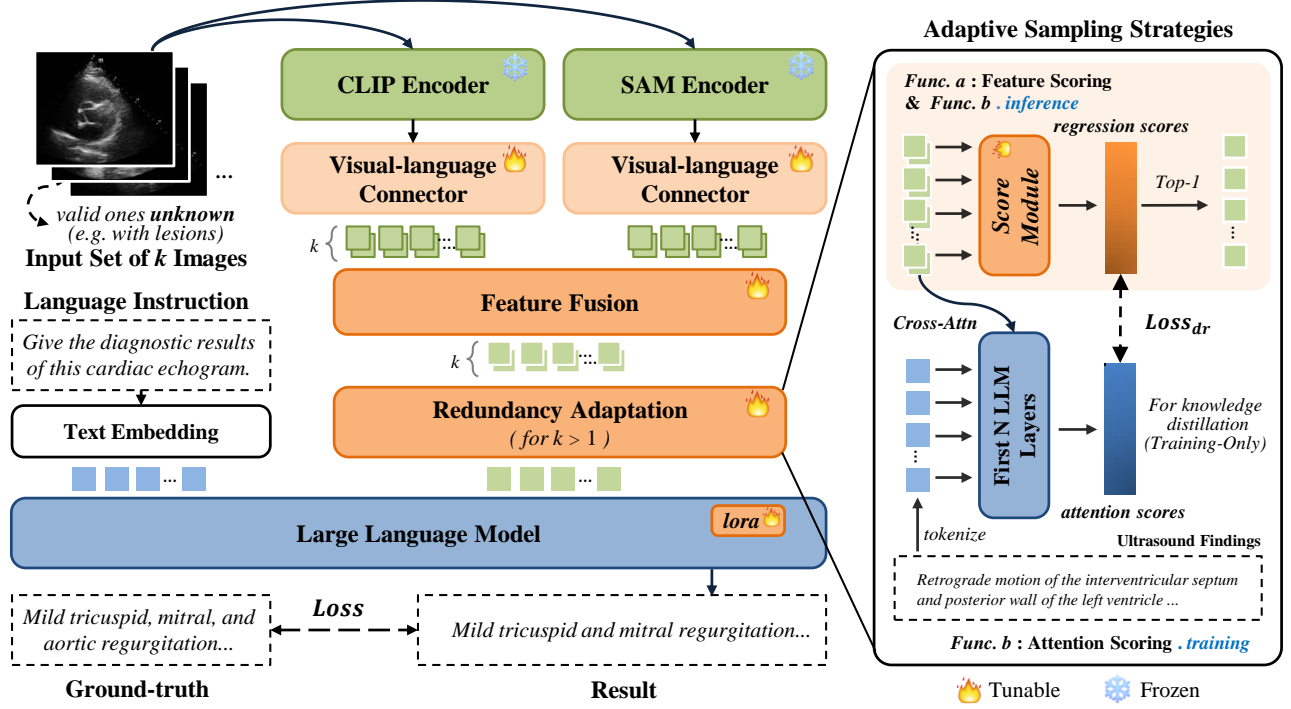 CLIP Encoder
SAM Encoder
Visual-language
Connector
Visual-language
Connector
...
valid ones unknown
(e.g. with lesions)
Input Set of k Images
k
...
...
Feature Fusion
Language Instruction
Give the diagnostic results
of this cardiac echogram.
k
...
Text Embedding
Redundancy Adaptation
( for k > 1 )
...
...
Large Language Model
lora
Mild tricuspid, mitral, and
aortic regurgitation...
Loss
Mild tricuspid and mitral regurgitation...
Ground-truth
Result
Adaptive Sampling Strategies
Func. a : Feature Scoring
& Func. b . inference
regression scores
Score
Module
Top-1
...
...
Cross-Attn
Loss_dr
First N LLM
Layers
...
For knowledge
distillation
(Training-Only)
attention scores
tokenize
Ultrasound Findings
Retrograde motion of the interventricular septum
and posterior wall of the left ventricle ...
Func. b : Attention Scoring . training
Tunable
Frozen